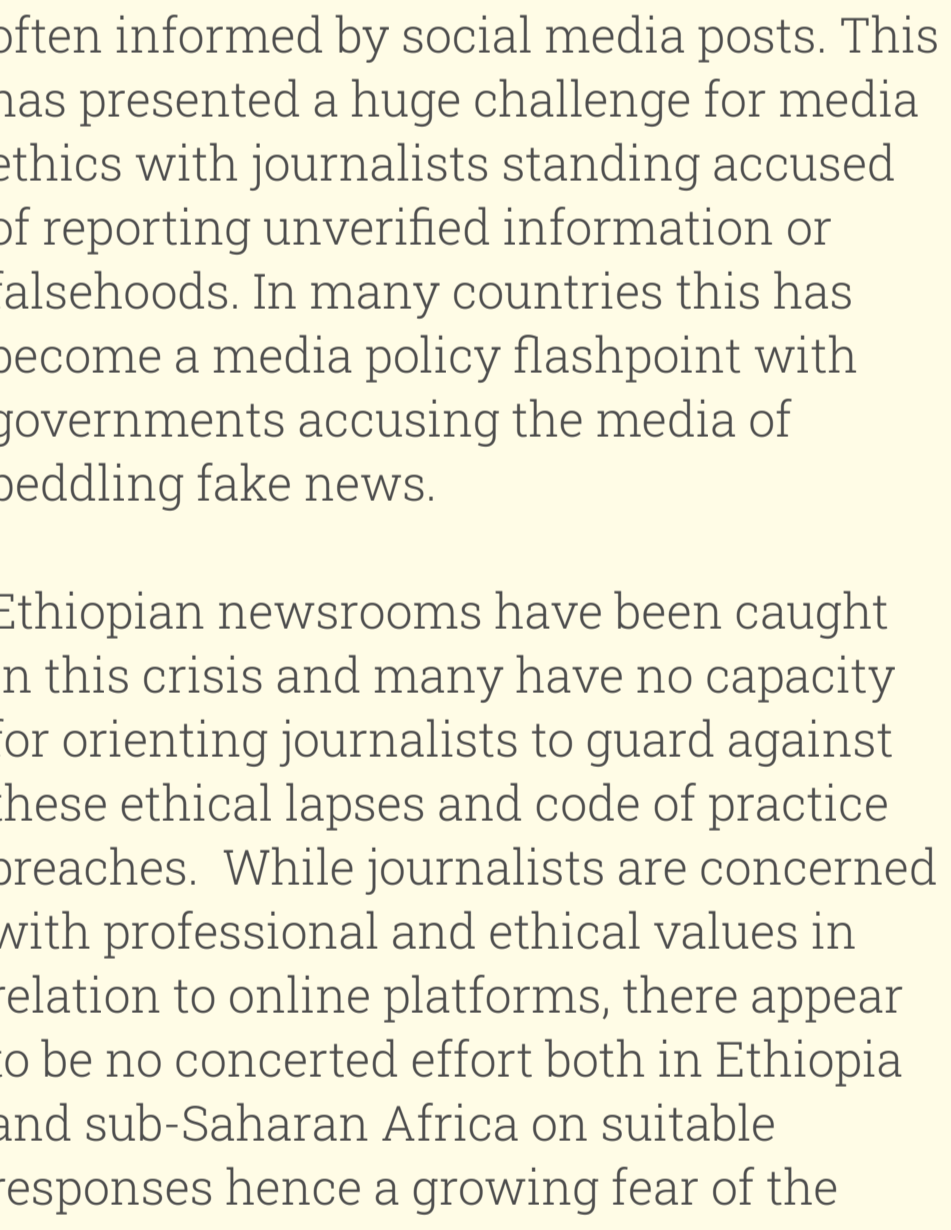 often informed by social media posts. This
has presented a huge challenge for media
ethics with journalists standing accused
of reporting unverified information or
falsehoods. In many countries this has
become a media policy flashpoint with
governments accusing the media of
peddling fake news.
Ethiopian newsrooms have been caught
in this crisis and many have no capacity
for orienting journalists to guard against
these ethical lapses and code of practice
breaches.  While journalists are concerned
with professional and ethical values in
relation to online platforms, there appear
to be no concerted effort both in Ethiopia
and sub-Saharan Africa on suitable
responses hence a growing fear of the